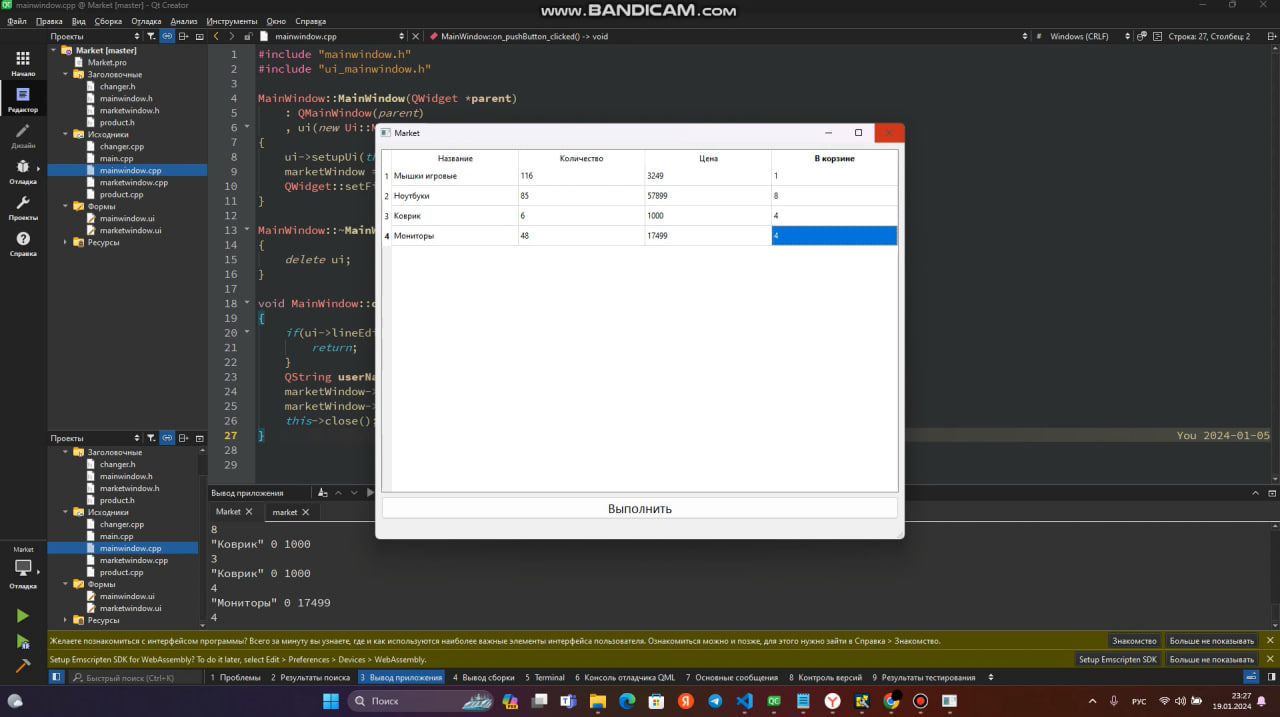 mainwindow.cpp @ Market [master] - Qt Creator
www.BANDICAM.com
Файл Правка Вид Сборка Отладка Анализ Инструменты Окно Справка
Проекты
mainwindow.cpp
MainWindow::on_pushButton_clicked() -> void
# Windows (CRLF)
Строка: 27, Столбец: 2
Начало
Редактор
Дизайн
Отладка
Проекты
Справка
Market [master]
Market.pro
Заголовочные
changer.h
mainwindow.h
marketwindow.h
product.h
Исходники
changer.cpp
main.cpp
mainwindow.cpp
marketwindow.cpp
product.cpp
Формы
mainwindow.ui
marketwindow.ui
Ресурсы
1 #include "mainwindow.h"
2 #include "ui_mainwindow.h"
3
4 MainWindow::MainWindow(QWidget *parent)
5 : QMainWindow(parent)
6 , ui(new Ui::M
7 {
8 ui->setupUi(th
9 marketWindow =
10 QWidget::setFi
11 }
12
13 MainWindow::~M
14 {
15 delete ui;
16 }
17
18 void MainWindow::
19 {
20 if(ui->lineEdi
21 return;
22 }
23 QString userNa
24 marketWindow->
25 marketWindow->
26 this->close();
27 }
28
29
You 2024-01-05
Market
Название Количество Цена В корзине
1 Мышки игровые 116 3249 1
2 Ноутбуки 85 57899 8
3 Коврик 6 1000 4
4 Мониторы 48 17499 4
Выполнить
Проекты
Заголовочные
changer.h
mainwindow.h
marketwindow.h
product.h
Исходники
changer.cpp
main.cpp
mainwindow.cpp
marketwindow.cpp
product.cpp
Формы
mainwindow.ui
marketwindow.ui
Ресурсы
Вывод приложения
Market market
8
"Коврик" 0 1000
3
"Коврик" 0 1000
4
"Мониторы" 0 17499
4
Market
Отладка
Желаете познакомиться с интерфейсом программы? Всего за минуту вы узнаете, где и как используются наиболее важные элементы интерфейса пользователя. Ознакомиться можно и позже, для этого нужно зайти в Справка > Знакомство.
Знакомство Больше не показывать
Setup Emscripten SDK for WebAssembly? To do it later, select Edit > Preferences > Devices > WebAssembly.
Setup Emscripten SDK Больше не показывать
Быстрый поиск (Ctrl+K)
1 Проблемы 2 Результаты поиска 3 Вывод приложения 4 Вывод сборки 5 Terminal 6 Консоль отладчика QML 7 Основные сообщения 8 Контроль версий 9 Результаты тестирования
Поиск
РУС
23:27
19.01.2024